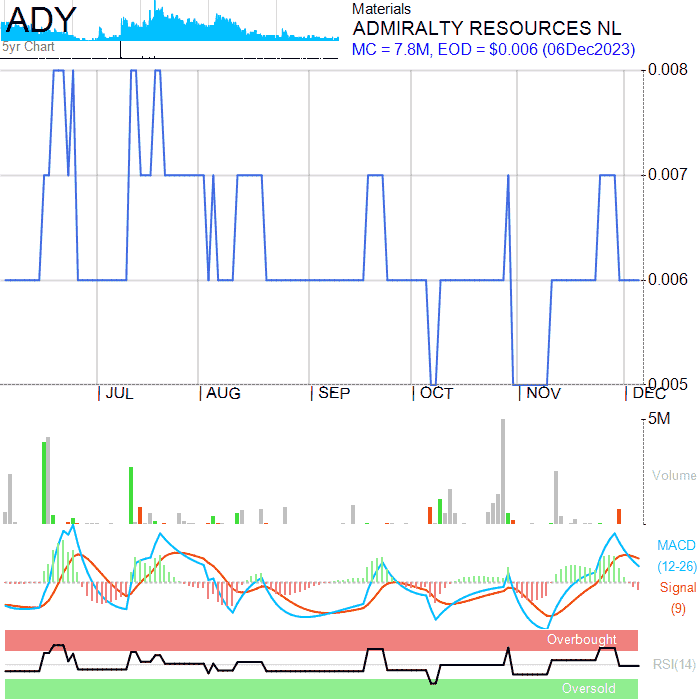 ADY
Materials
ADMIRALTY RESOURCES NL
MC = 7.8M, EOD = $0.006 (06Dec2023)
5yr Chart
0.008
0.007
0.006
0.005
JUL AUG SEP OCT NOV DEC
5M
Volume
MACD
(12-26)
Signal
(9)
Overbought
RSI(14)
Oversold